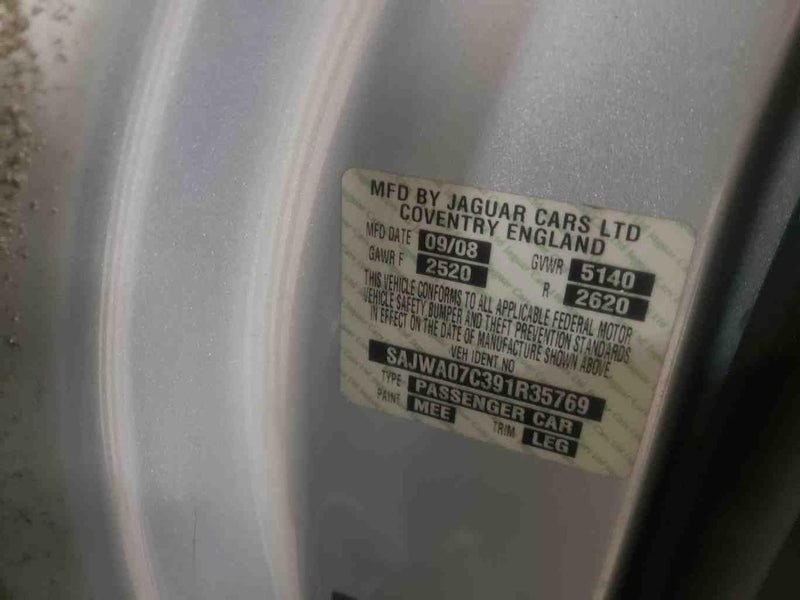 MFD BY JAGUAR CARS LTD
COVENTRY ENGLAND
MFD DATE 09/08 GVWR 5140
GAWR F 2520 R 2620
THIS VEHICLE CONFORMS TO ALL APPLICABLE FEDERAL MOTOR
VEHICLE SAFETY BUMPER AND THEFT PREVENTION STANDARDS
IN EFFECT ON THE DATE OF MANUFACTURE SHOWN ABOVE.
VEH IDENT NO
SAJWA07C391R35769
TYPE PASSENGER CAR
PAINT MEE TRIM LEG